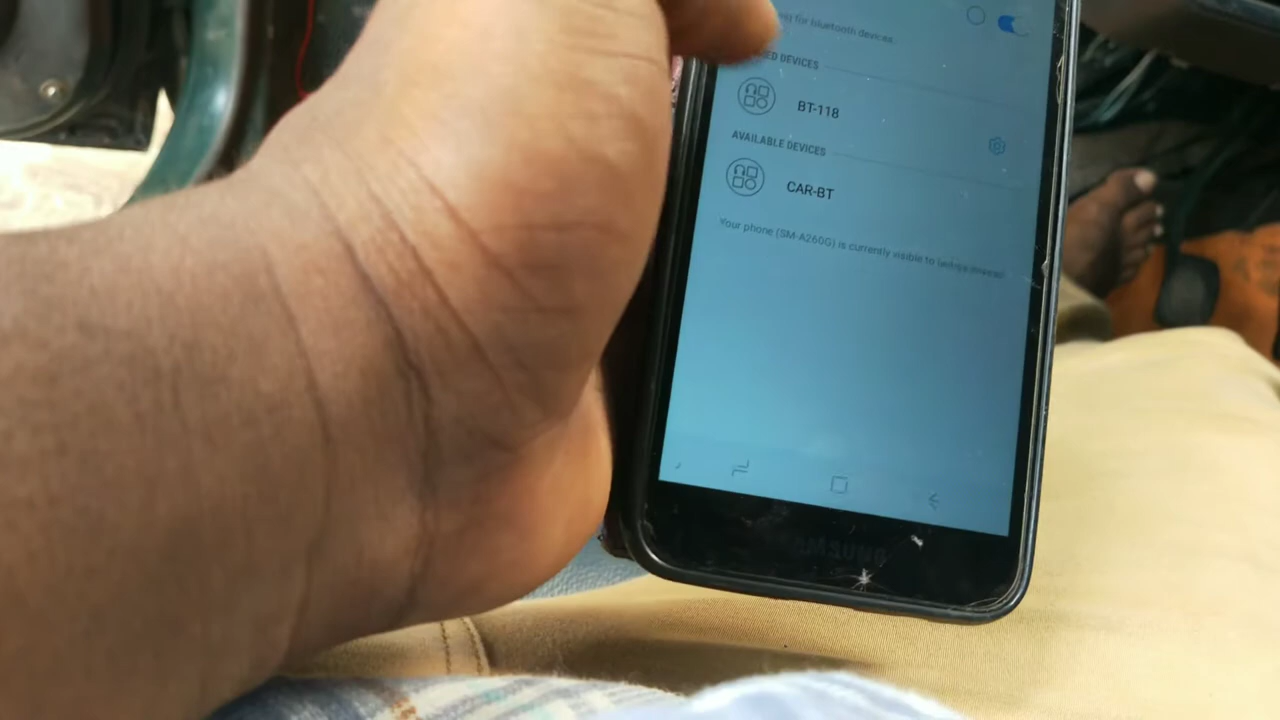 for bluetooth devices.
DEVICES
BT-118
AVAILABLE DEVICES
CAR-BT
Your phone (SM-A260G) is currently visible to
SAMSUNG